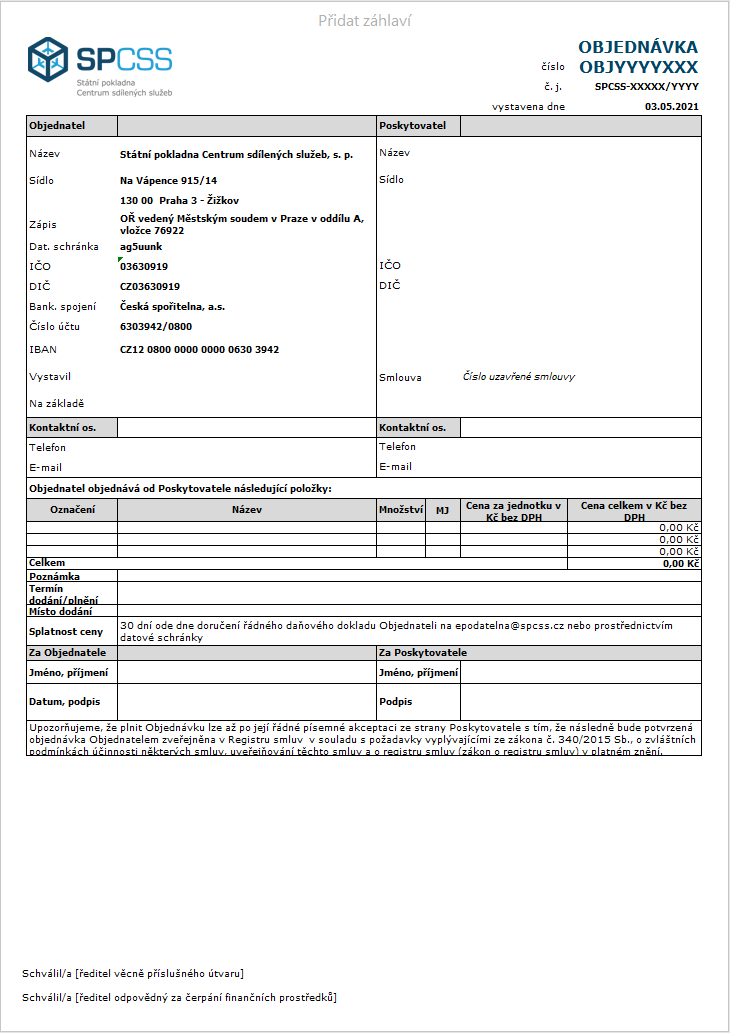 Přidat záhlaví
SPCSS
Státní pokladna
Centrum sdílených služeb
OBJEDNÁVKA
číslo OBJYYYYXXX
č. j. SPCSS-XXXXX/YYYY
vystavena dne 03.05.2021
Objednatel Poskytovatel
Název Státní pokladna Centrum sdílených služeb, s. p. Název
Sídlo Na Vápence 915/14 Sídlo
130 00 Praha 3 - Žižkov
Zápis OŘ vedený Městským soudem v Praze v oddílu A,
vložce 76922
Dat. schránka ag5uunk
IČO 03630919 IČO
DIČ CZ03630919 DIČ
Bank. spojení Česká spořitelna, a.s.
Číslo účtu 6303942/0800
IBAN CZ12 0800 0000 0000 0630 3942
Vystavil Smlouva Číslo uzavřené smlouvy
Na základě
Kontaktní os. Kontaktní os.
Telefon Telefon
E-mail E-mail
Objednatel objednává od Poskytovatele následující položky:
Označení Název Množství MJ Cena za jednotku v Kč bez DPH Cena celkem v Kč bez DPH
0,00 Kč
0,00 Kč
0,00 Kč
Celkem 0,00 Kč
Poznámka
Termín
dodání/plnění
Místo dodání
Splatnost ceny 30 dní ode dne doručení řádného daňového dokladu Objednateli na epodatelna@spcss.cz nebo prostřednictvím
datové schránky
Za Objednatele Za Poskytovatele
Jméno, příjmení Jméno, příjmení
Datum, podpis Podpis
Upozorňujeme, že plnit Objednávku lze až po její řádné písemné akceptaci ze strany Poskytovatele s tím, že následně bude potvrzená
objednávka Objednatelem zveřejněna v Registru smluv v souladu s požadavky vyplývajícími ze zákona č. 340/2015 Sb., o zvláštních
podmínkách účinnosti některých smluv, uveřejňování těchto smluv a o registru smluv (zákon o registru smluv) v platném znění.
Schválil/a [ředitel věcně příslušného útvaru]
Schválil/a [ředitel odpovědný za čerpání finančních prostředků]